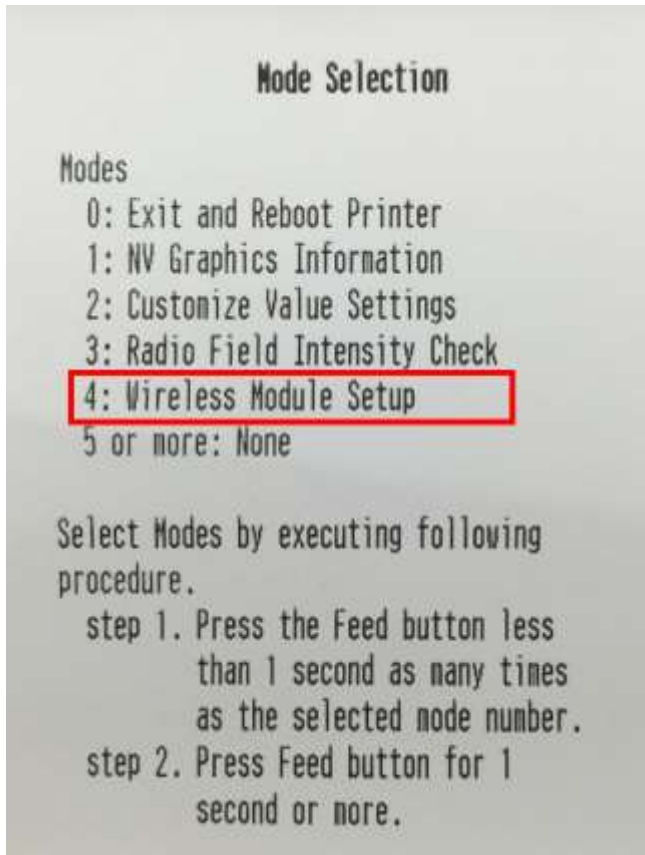 Mode Selection
Modes
0: Exit and Reboot Printer
1: NV Graphics Information
2: Customize Value Settings
3: Radio Field Intensity Check
4: Wireless Module Setup
5 or more: None
Select Modes by executing following
procedure.
step 1. Press the Feed button less
than 1 second as many times
as the selected mode number.
step 2. Press Feed button for 1
second or more.